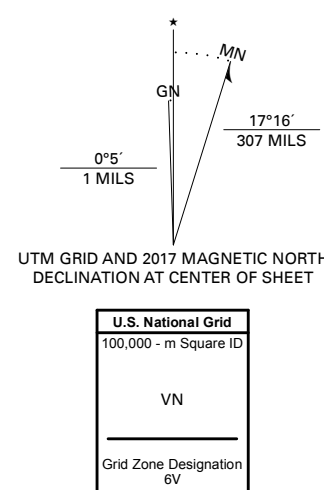 ★
MN
GN
17°16´
307 MILS
0°5´
1 MILS
UTM GRID AND 2017 MAGNETIC NORTH
DECLINATION AT CENTER OF SHEET
U.S. National Grid
100,000 - m Square ID
VN
Grid Zone Designation
6V